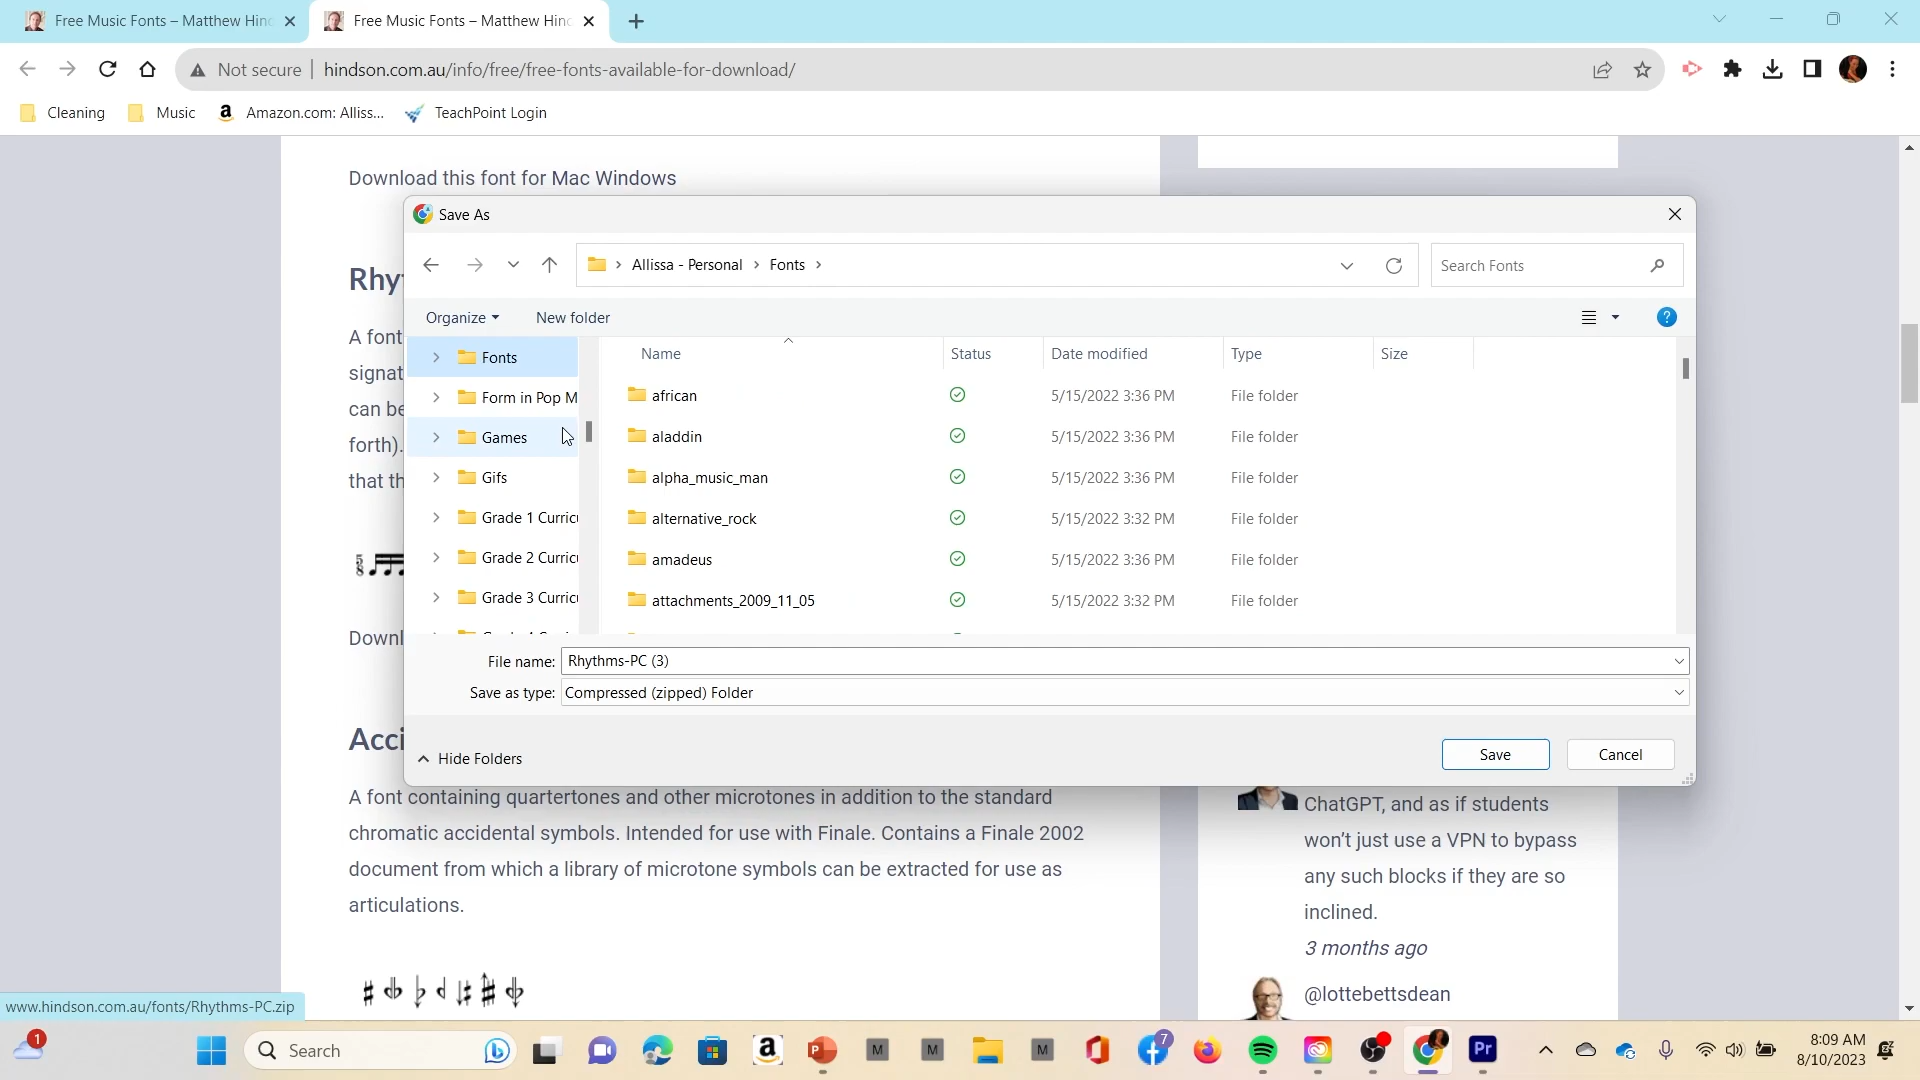 Free Music Fonts – Matthew Hind
Free Music Fonts – Matthew Hind
Not secure
hindson.com.au/info/free/free-fonts-available-for-download/
Cleaning
Music
Amazon.com: Alliss...
TeachPoint Login
Download this font for Mac Windows
Save As
Allissa - Personal
Fonts
Search Fonts
Organize
New folder
Rhy
A font
signat
can be
forth).
that th
Downl
Acci
Fonts
Form in Pop M
Games
Gifs
Grade 1 Curricu
Grade 2 Curricu
Grade 3 Curricu
Name Status Date modified Type Size
african 5/15/2022 3:36 PM File folder
aladdin 5/15/2022 3:36 PM File folder
alpha_music_man 5/15/2022 3:36 PM File folder
alternative_rock 5/15/2022 3:32 PM File folder
amadeus 5/15/2022 3:36 PM File folder
attachments_2009_11_05 5/15/2022 3:32 PM File folder
File name: Rhythms-PC (3)
Save as type: Compressed (zipped) Folder
Hide Folders
Save
Cancel
A font containing quartertones and other microtones in addition to the standard
chromatic accidental symbols. Intended for use with Finale. Contains a Finale 2002
document from which a library of microtone symbols can be extracted for use as
articulations.
ChatGPT, and as if students
won't just use a VPN to bypass
any such blocks if they are so
inclined.
3 months ago
@lottebettsdean
www.hindson.com.au/fonts/Rhythms-PC.zip
1
Search
7
8:09 AM
8/10/2023